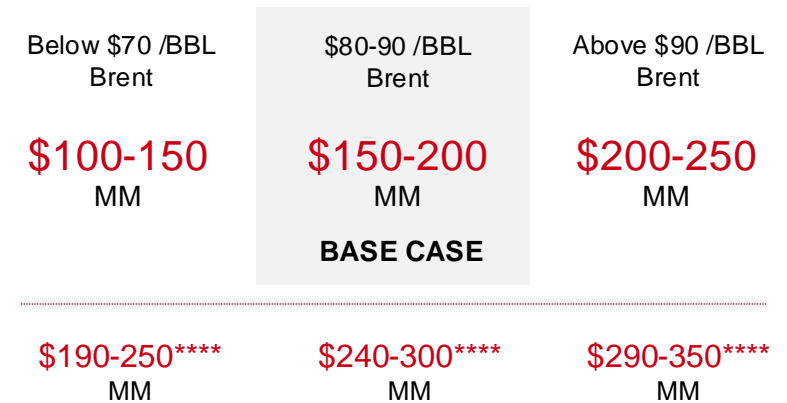 Below $70 /BBL
Brent
$100-150
MM
$80-90 /BBL
Brent
$150-200
MM
BASE CASE
Above $90 /BBL
Brent
$200-250
MM
$190-250****
MM
$240-300****
MM
$290-350****
MM